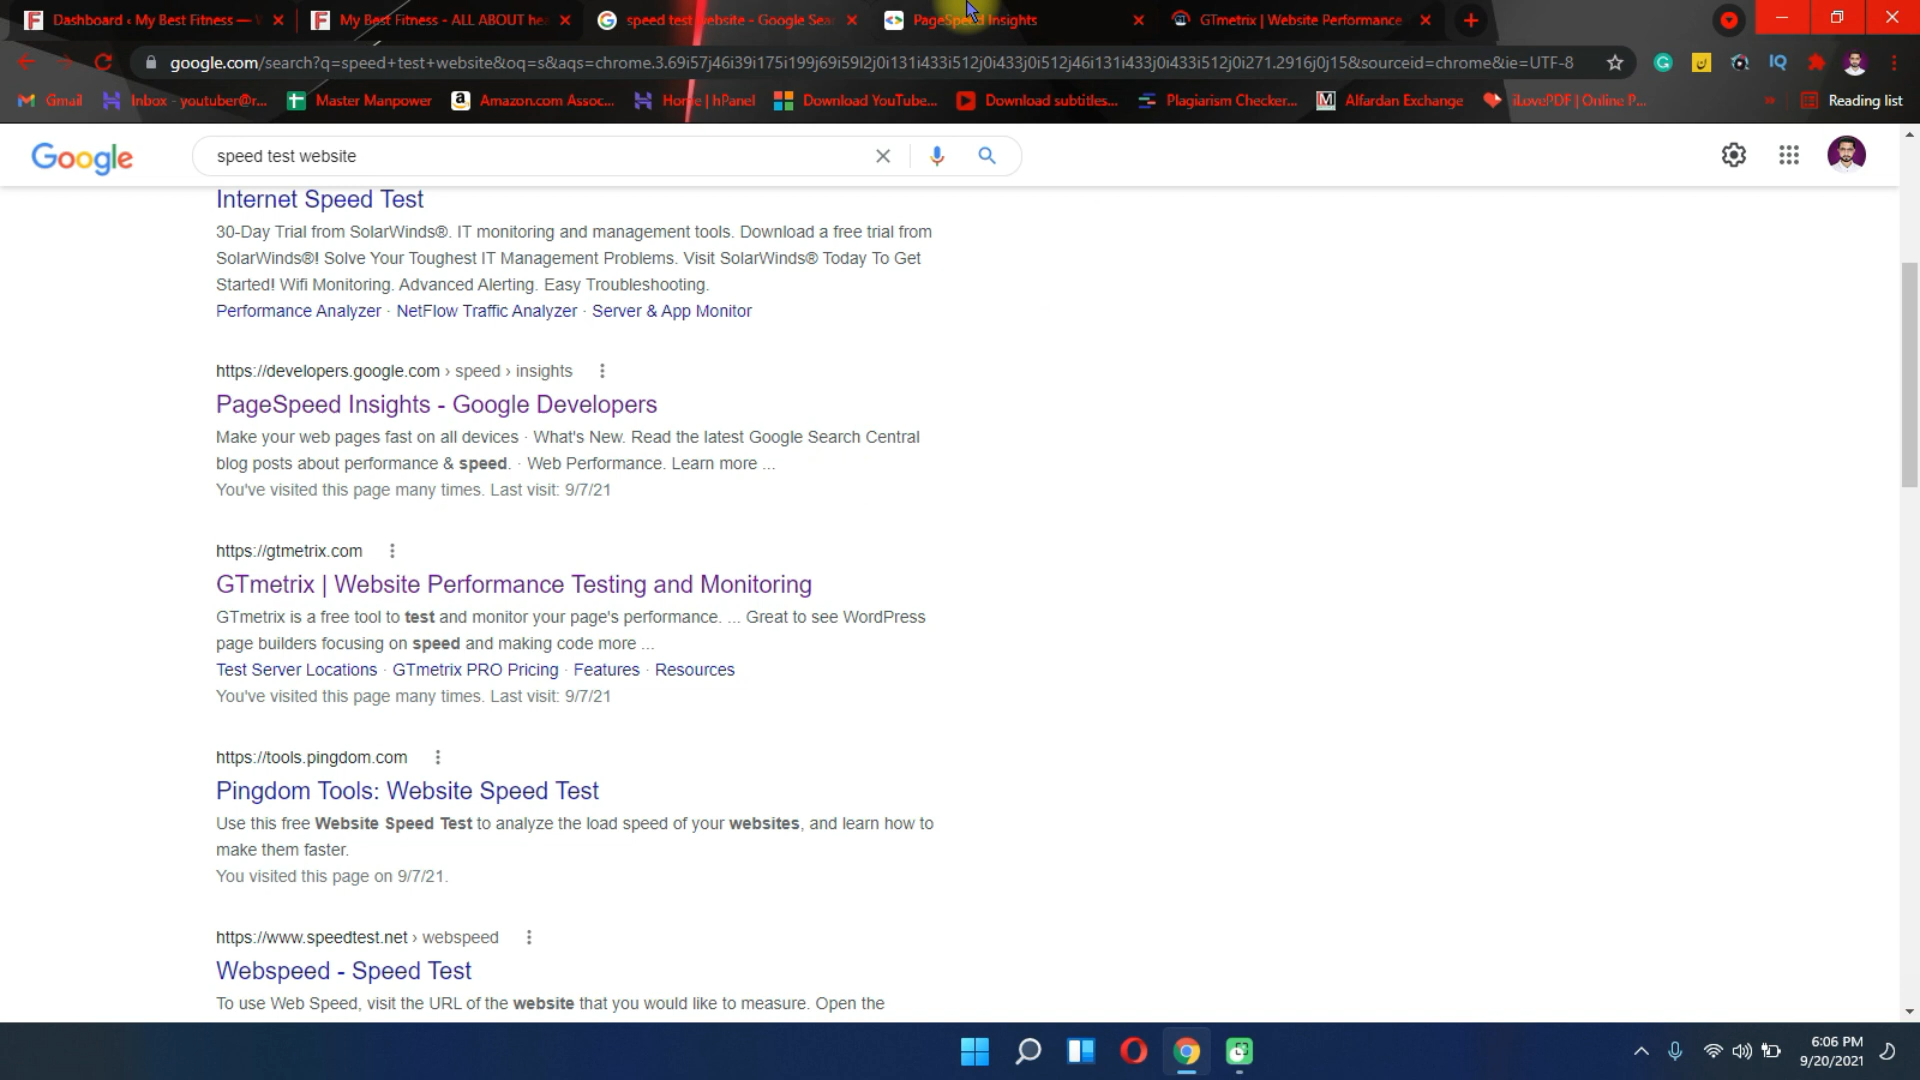 Dashboard ‹ My Best Fitness —
My Best Fitness - ALL ABOUT hea
speed test website - Google Sear
PageSpeed Insights
GTmetrix | Website Performance
google.com/search?q=speed+test+website&oq=s&aqs=chrome.3.69i57j46i39i175i199j69i59l2j0i131i433i512j0i433j0i512j46i131i433j0i433i512j0i271.2916j0j15&sourceid=chrome&ie=UTF-8
Gmail
Inbox - youtuber@r...
Master Manpower
Amazon.com Assoc...
Home | hPanel
Download YouTube...
Download subtitles...
Plagiarism Checker...
Alfardan Exchange
iLovePDF | Online P...
»
Reading list
Google
speed test website
Internet Speed Test
30-Day Trial from SolarWinds®. IT monitoring and management tools. Download a free trial from
SolarWinds®! Solve Your Toughest IT Management Problems. Visit SolarWinds® Today To Get
Started! Wifi Monitoring. Advanced Alerting. Easy Troubleshooting.
Performance Analyzer · NetFlow Traffic Analyzer · Server & App Monitor
https://developers.google.com › speed › insights
PageSpeed Insights - Google Developers
Make your web pages fast on all devices · What's New. Read the latest Google Search Central
blog posts about performance & speed. · Web Performance. Learn more ...
You've visited this page many times. Last visit: 9/7/21
https://gtmetrix.com
GTmetrix | Website Performance Testing and Monitoring
GTmetrix is a free tool to test and monitor your page's performance. ... Great to see WordPress
page builders focusing on speed and making code more ...
Test Server Locations · GTmetrix PRO Pricing · Features · Resources
You've visited this page many times. Last visit: 9/7/21
https://tools.pingdom.com
Pingdom Tools: Website Speed Test
Use this free Website Speed Test to analyze the load speed of your websites, and learn how to
make them faster.
You visited this page on 9/7/21.
https://www.speedtest.net › webspeed
Webspeed - Speed Test
To use Web Speed, visit the URL of the website that you would like to measure. Open the
6:06 PM
9/20/2021